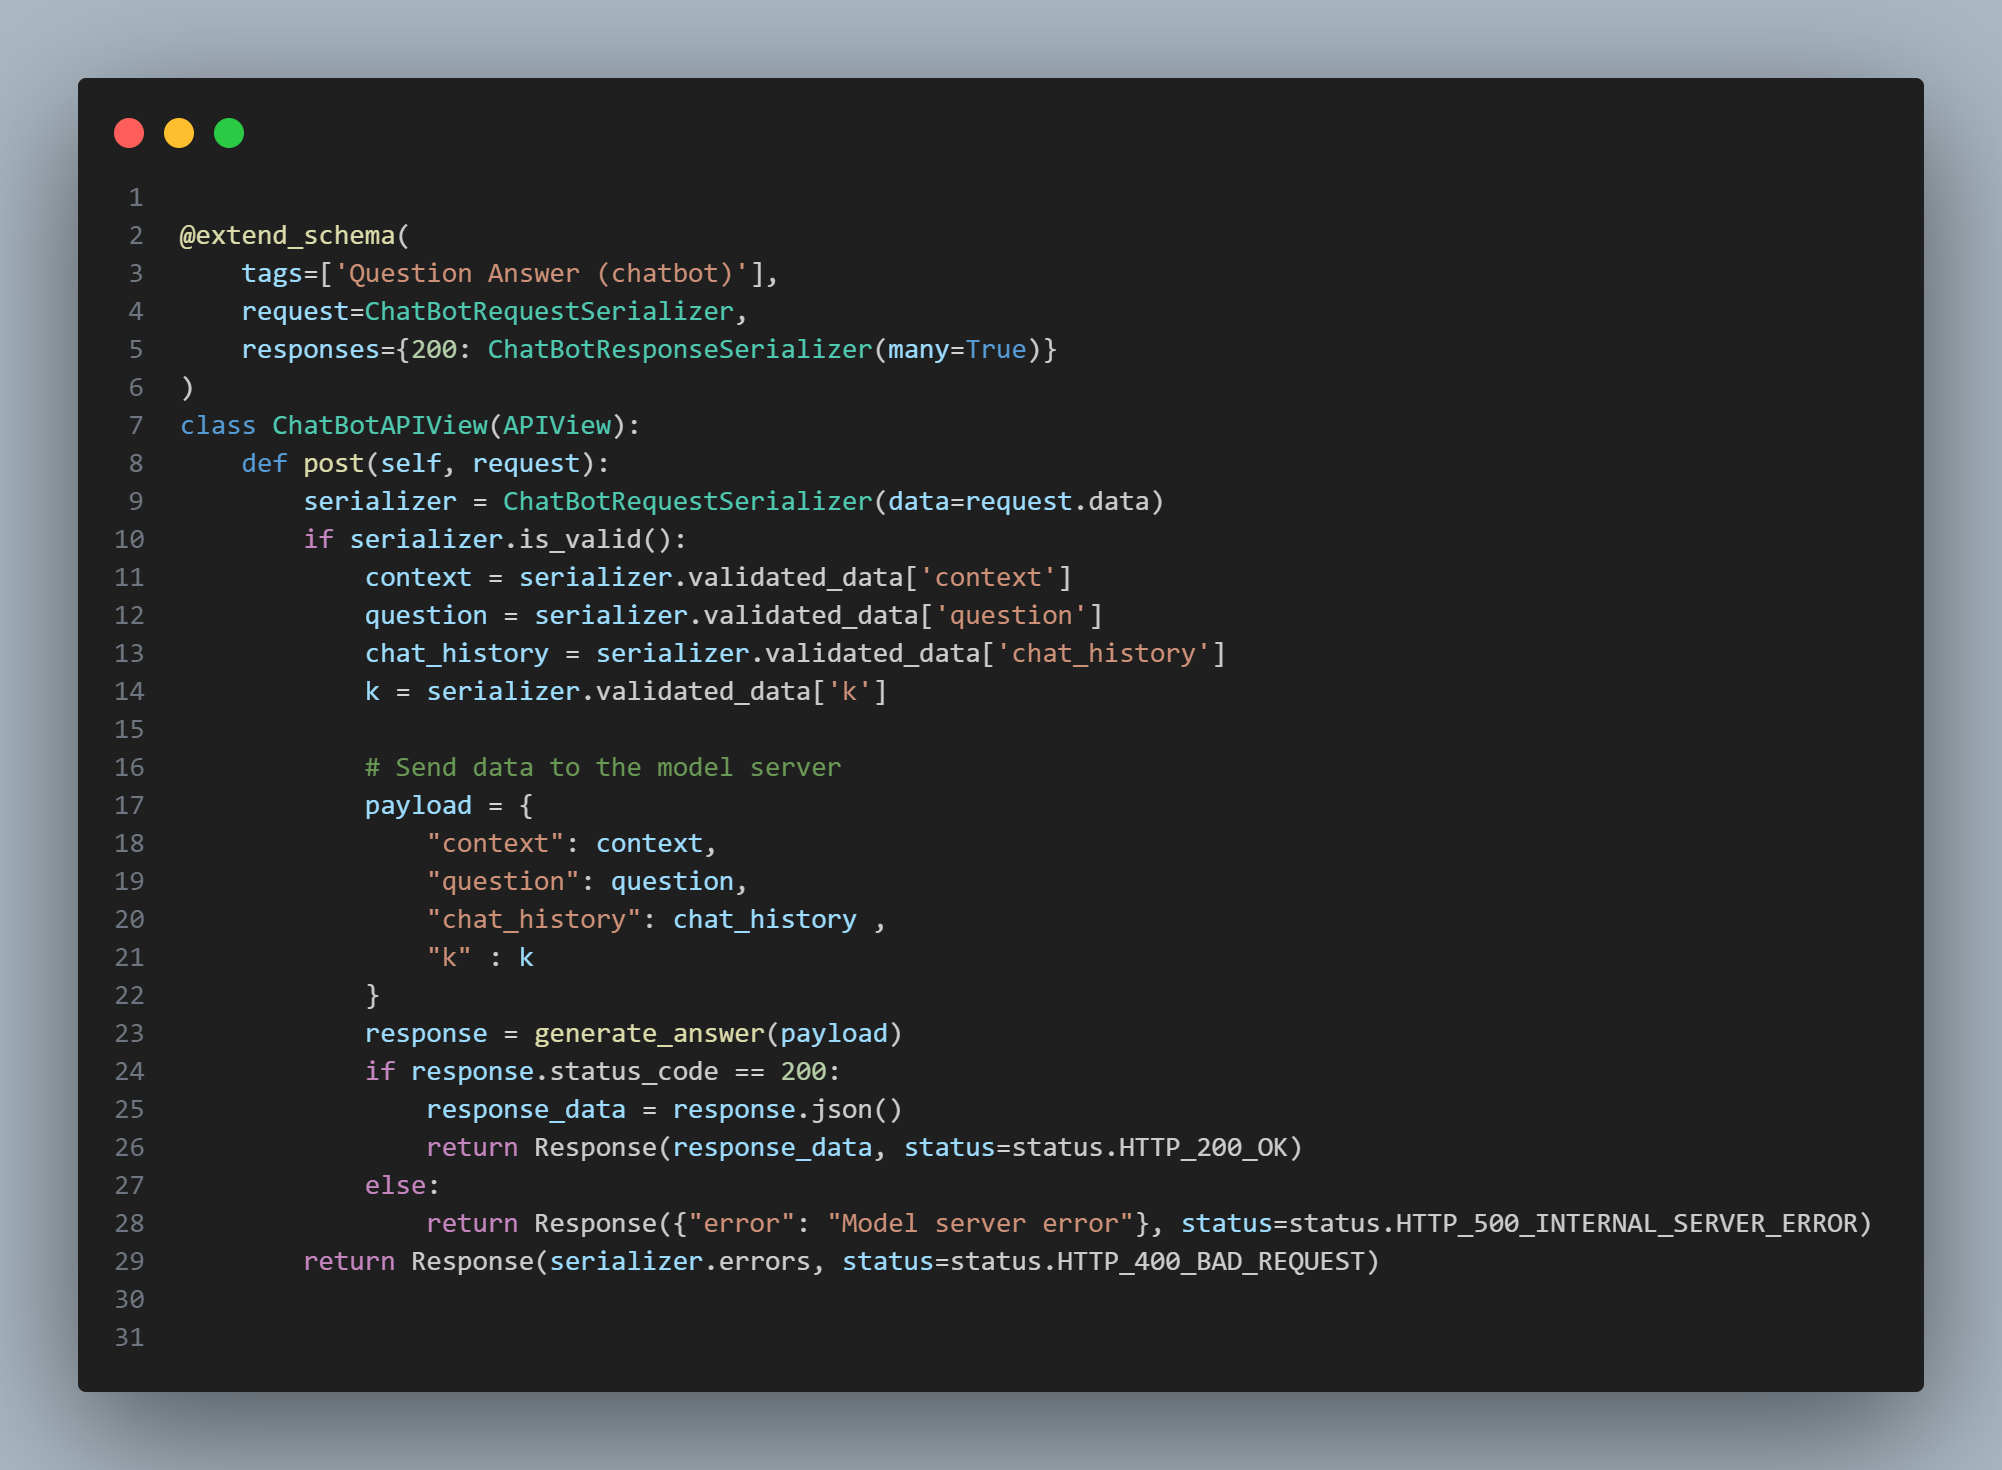 1
2 @extend_schema(
3     tags=['Question Answer (chatbot)'],
4     request=ChatBotRequestSerializer,
5     responses={200: ChatBotResponseSerializer(many=True)}
6 )
7 class ChatBotAPIView(APIView):
8     def post(self, request):
9         serializer = ChatBotRequestSerializer(data=request.data)
10         if serializer.is_valid():
11             context = serializer.validated_data['context']
12             question = serializer.validated_data['question']
13             chat_history = serializer.validated_data['chat_history']
14             k = serializer.validated_data['k']
15
16             # Send data to the model server
17             payload = {
18                 "context": context,
19                 "question": question,
20                 "chat_history": chat_history ,
21                 "k" : k
22             }
23             response = generate_answer(payload)
24             if response.status_code == 200:
25                 response_data = response.json()
26                 return Response(response_data, status=status.HTTP_200_OK)
27             else:
28                 return Response({"error": "Model server error"}, status=status.HTTP_500_INTERNAL_SERVER_ERROR)
29         return Response(serializer.errors, status=status.HTTP_400_BAD_REQUEST)
30
31